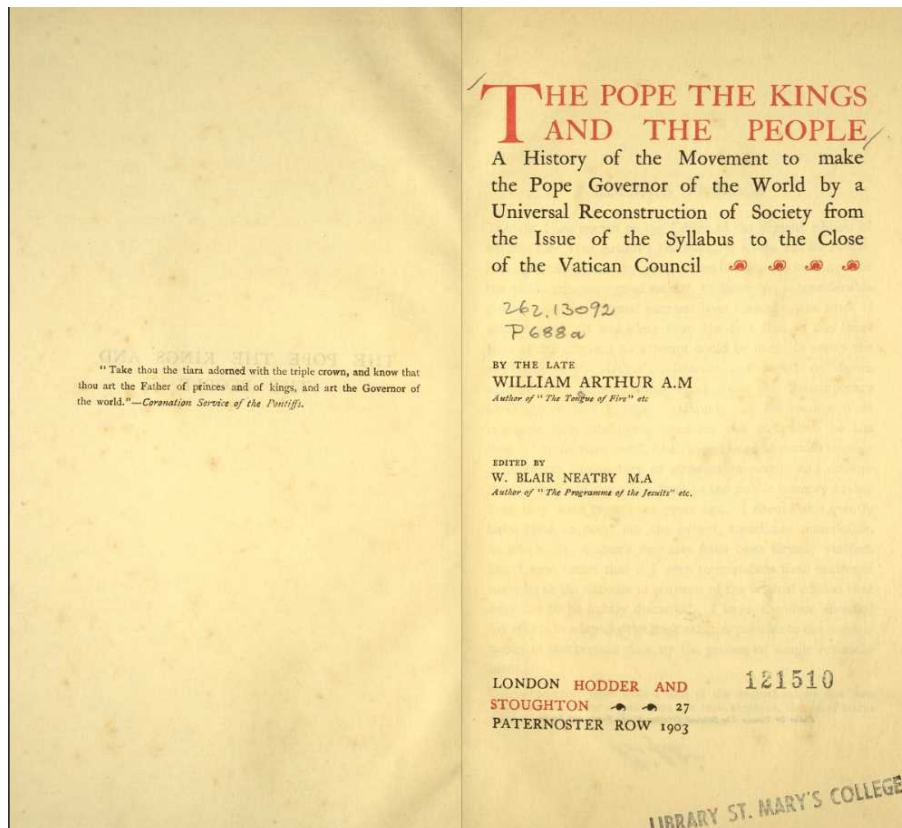 THE POPE THE KINGS AND
" Take thou the tiara adorned with the triple crown, and know that
thou art the Father of princes and of kings, and art the Governor of
the world."—Coronation Service of the Pontiffs.
THE POPE THE KINGS
AND THE PEOPLE
A History of the Movement to make
the Pope Governor of the World by a
Universal Reconstruction of Society from
the Issue of the Syllabus to the Close
of the Vatican Council
262.13092
P688a
BY THE LATE
WILLIAM ARTHUR A.M
Author of " The Tongue of Fire" etc
EDITED BY
W. BLAIR NEATBY M.A
Author of " The Programme of the Jesuits" etc.
LONDON HODDER AND
STOUGHTON 27
PATERNOSTER ROW 1903
121510
LIBRARY ST. MARY'S COLLEGE